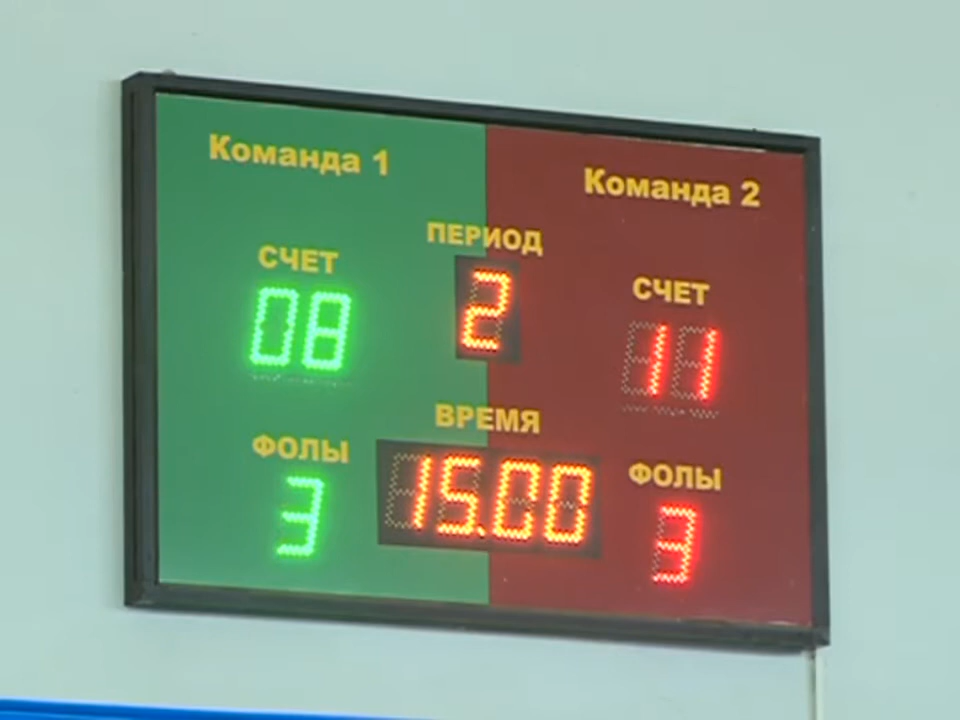 Команда 1
Команда 2
ПЕРИОД
2
СЧЕТ
08
СЧЕТ
11
ВРЕМЯ
15.00
ФОЛЫ
3
ФОЛЫ
3